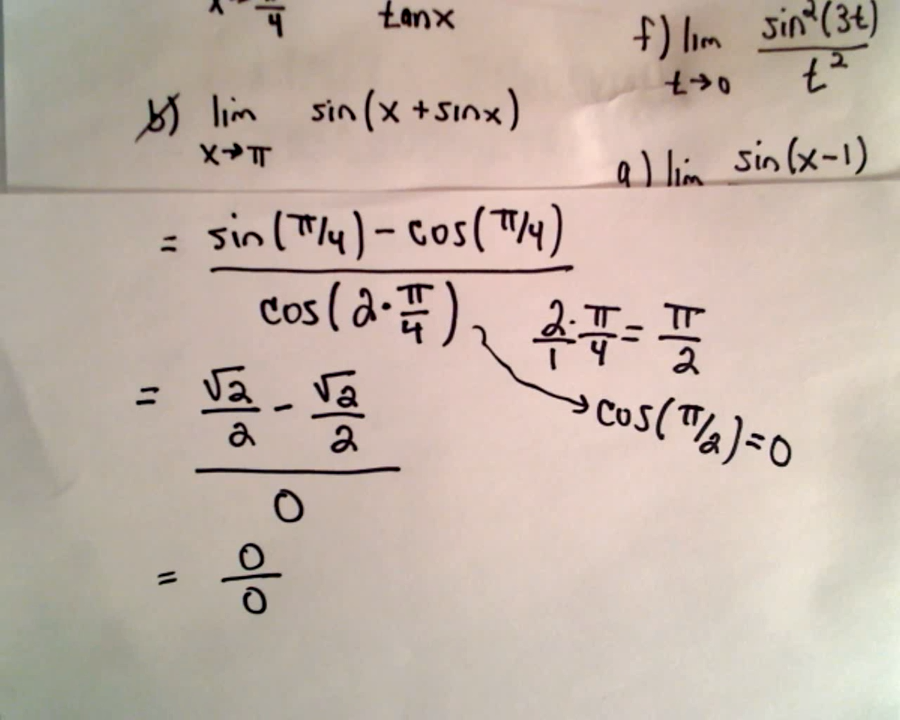 x→π/4 tanx
f) lim t→0 sin²(3t)/t²
b) lim x→π sin(x+sinx)
g) lim sin(x-1)
= (sin(π/4) - cos(π/4))/cos(2·π/4)
2/1·π/4 = π/2
→ cos(π/2)=0
= (√2/2 - √2/2)/0
= 0/0